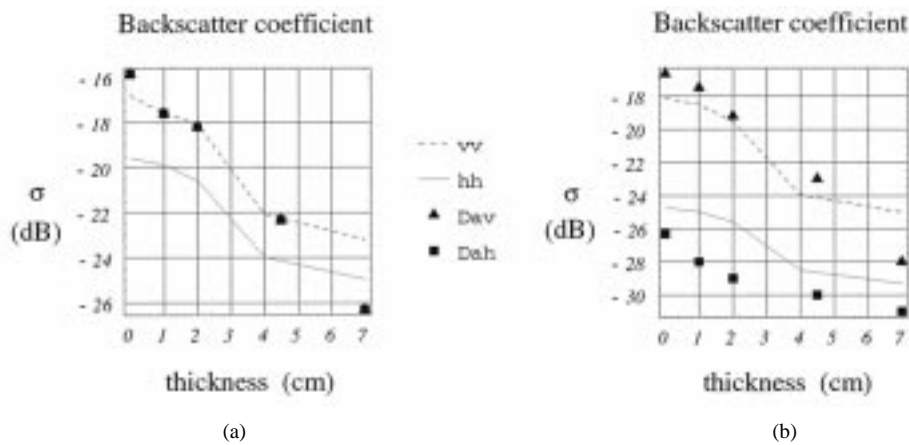 Backscatter coefficient
- 16
- 18
- 20
- 22
- 24
- 26
σ
(dB)
0 1 2 3 4 5 6 7
thickness (cm)
(a)
vv
hh
Dav
Dah
Backscatter coefficient
- 18
- 20
- 22
- 24
- 26
- 28
- 30
σ
(dB)
0 1 2 3 4 5 6 7
thickness (cm)
(b)